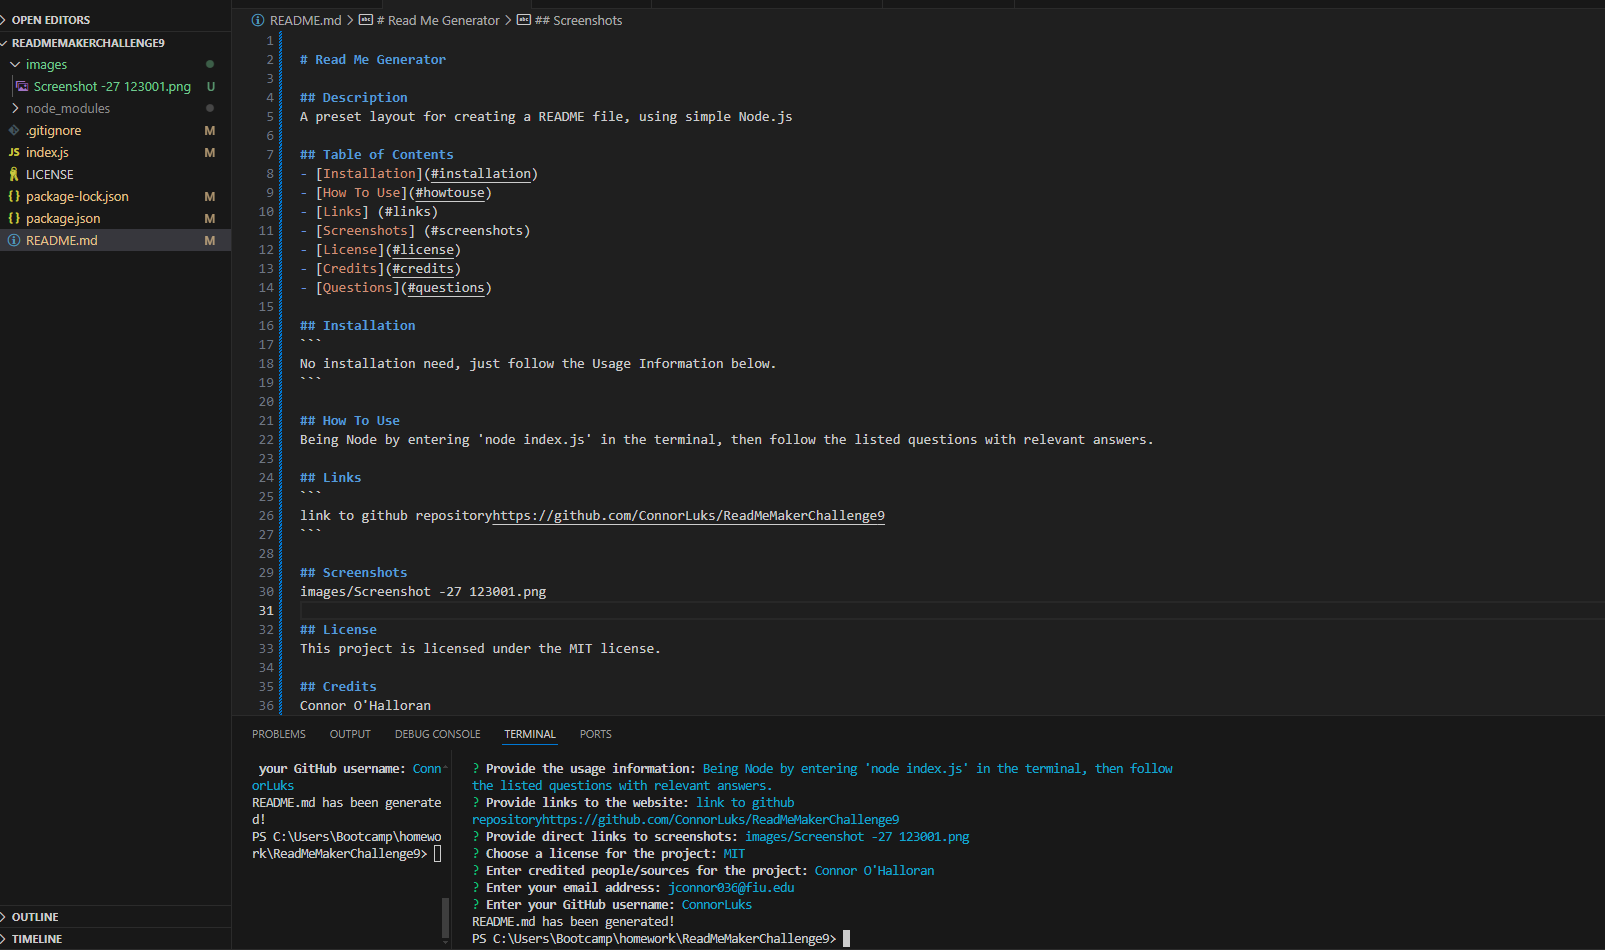 OPEN EDITORS
READMEMAKERCHALLENGE9
images
Screenshot -27 123001.png U
node_modules
.gitignore M
JS index.js M
LICENSE
{} package-lock.json M
{} package.json M
README.md M
OUTLINE
TIMELINE
README.md > # Read Me Generator > ## Screenshots
1
2 # Read Me Generator
3
4 ## Description
5 A preset layout for creating a README file, using simple Node.js
6
7 ## Table of Contents
8 - [Installation](#installation)
9 - [How To Use](#howtouse)
10 - [Links] (#links)
11 - [Screenshots] (#screenshots)
12 - [License](#license)
13 - [Credits](#credits)
14 - [Questions](#questions)
15
16 ## Installation
17 ```
18 No installation need, just follow the Usage Information below.
19 ```
20
21 ## How To Use
22 Being Node by entering 'node index.js' in the terminal, then follow the listed questions with relevant answers.
23
24 ## Links
25 ```
26 link to github repositoryhttps://github.com/ConnorLuks/ReadMeMakerChallenge9
27 ```
28
29 ## Screenshots
30 images/Screenshot -27 123001.png
31
32 ## License
33 This project is licensed under the MIT license.
34
35 ## Credits
36 Connor O'Halloran
PROBLEMS OUTPUT DEBUG CONSOLE TERMINAL PORTS
your GitHub username: Conn
orLuks
README.md has been generate
d!
PS C:\Users\Bootcamp\homewo
rk\ReadMeMakerChallenge9>
? Provide the usage information: Being Node by entering 'node index.js' in the terminal, then follow
the listed questions with relevant answers.
? Provide links to the website: link to github
repositoryhttps://github.com/ConnorLuks/ReadMeMakerChallenge9
? Provide direct links to screenshots: images/Screenshot -27 123001.png
? Choose a license for the project: MIT
? Enter credited people/sources for the project: Connor O'Halloran
? Enter your email address: jconnor036@fiu.edu
? Enter your GitHub username: ConnorLuks
README.md has been generated!
PS C:\Users\Bootcamp\homework\ReadMeMakerChallenge9>